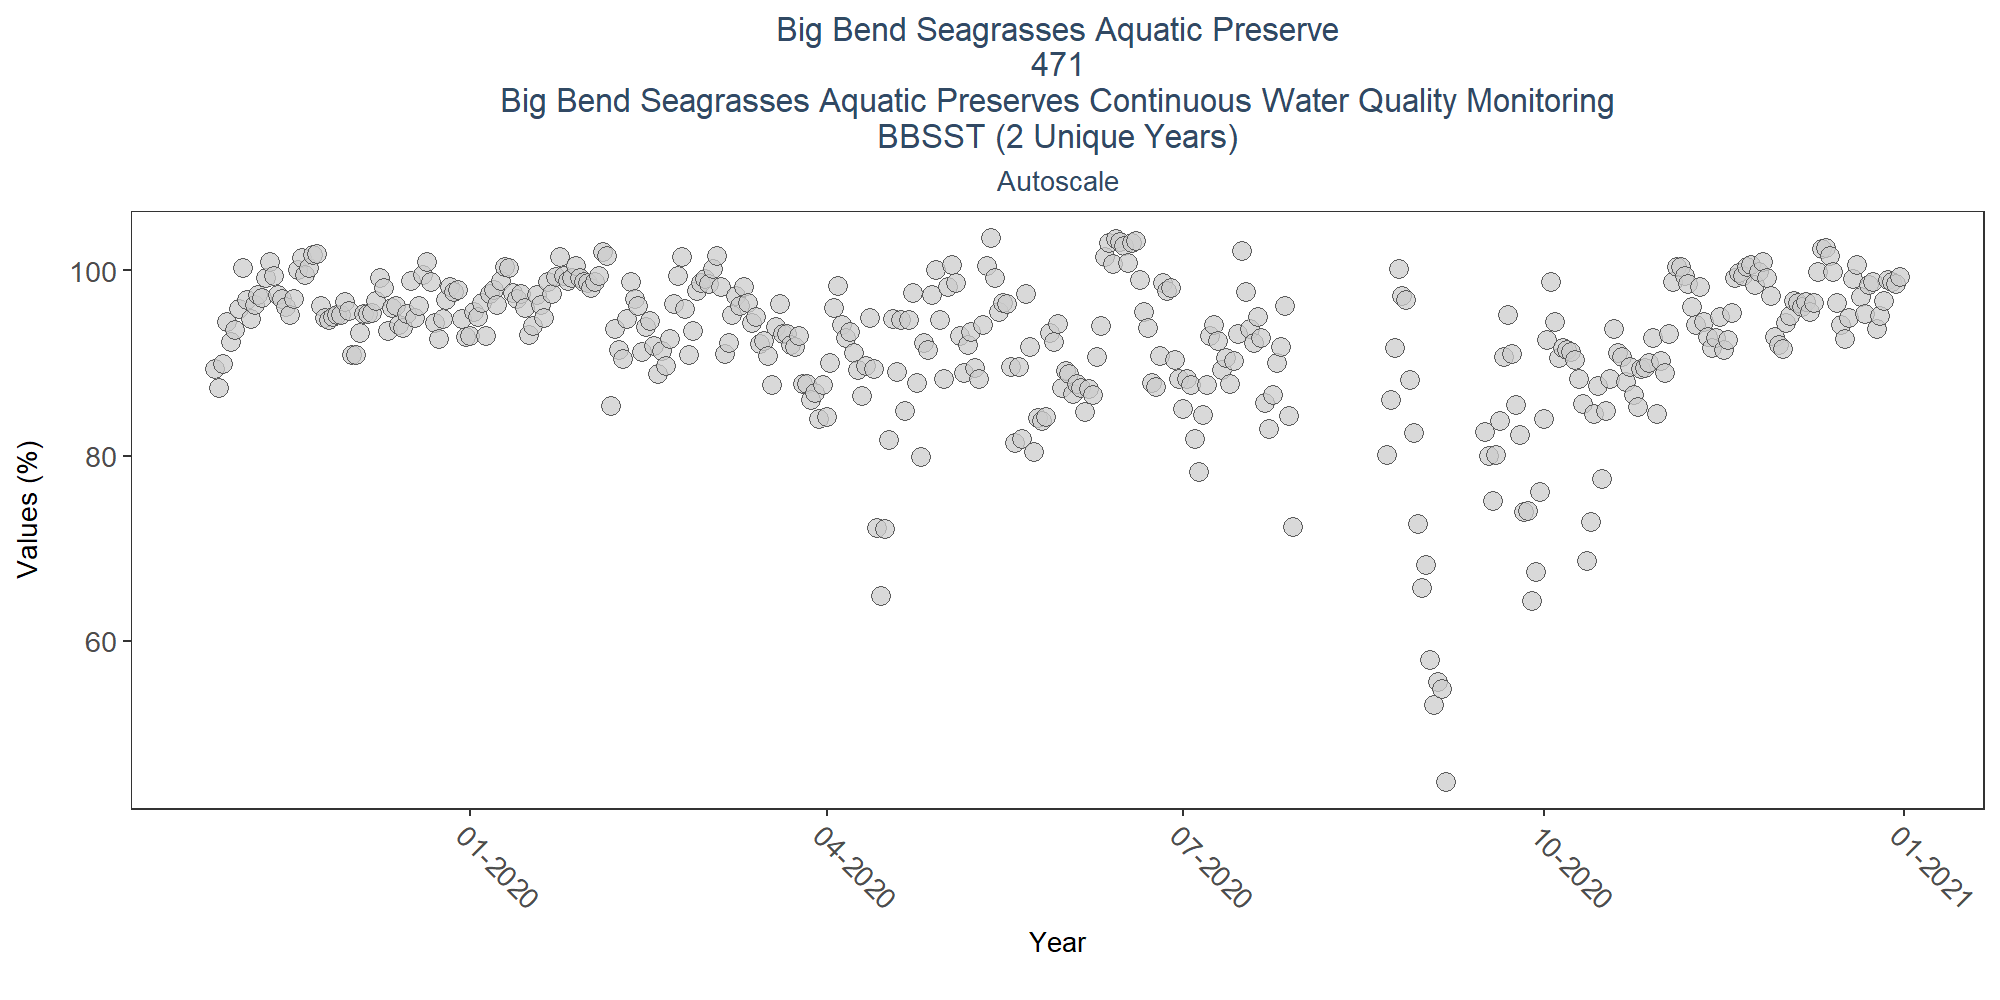 Big Bend Seagrasses Aquatic Preserve
471
Big Bend Seagrasses Aquatic Preserves Continuous Water Quality Monitoring
BBSST (2 Unique Years)
Autoscale
Values (%)
100
80
60
01-2020
04-2020
07-2020
10-2020
01-2021
Year